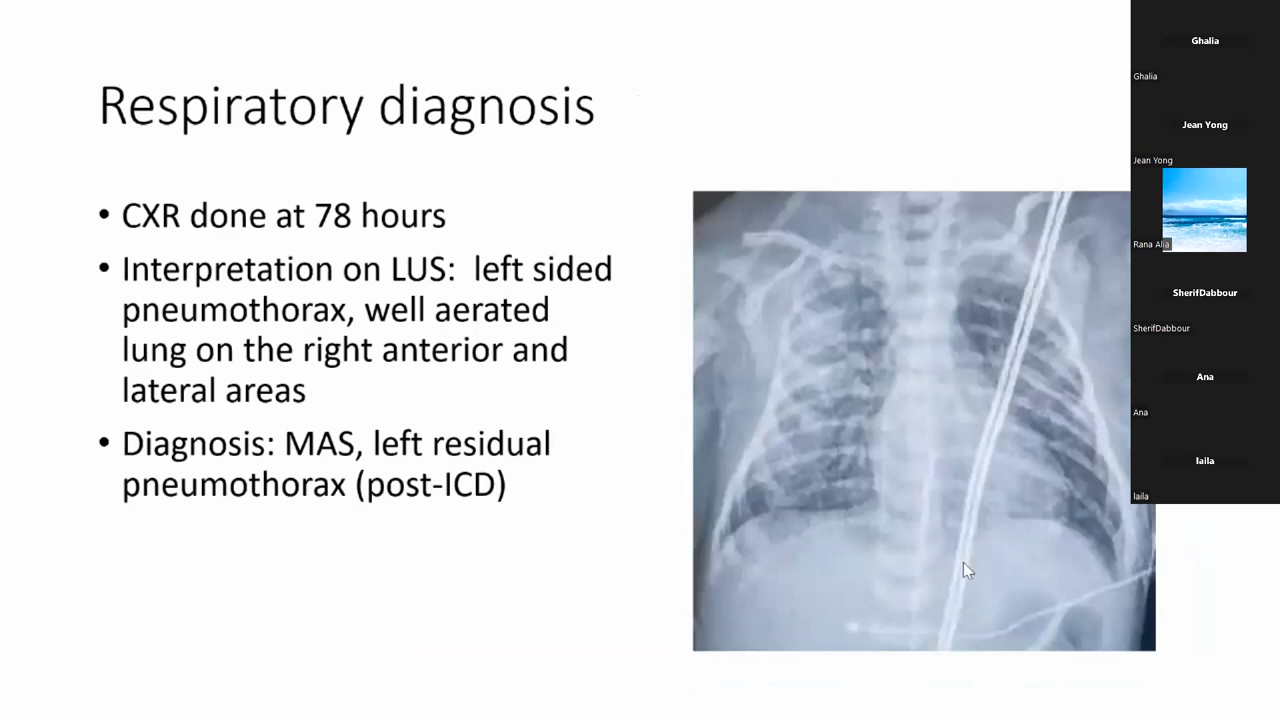 Respiratory diagnosis
• CXR done at 78 hours
• Interpretation on LUS: left sided
pneumothorax, well aerated
lung on the right anterior and
lateral areas
• Diagnosis: MAS, left residual
pneumothorax (post-ICD)
Ghalia
Ghalia
Jean Yong
Jean Yong
Rana Alia
SherifDabbour
SherifDabbour
Ana
Ana
laila
laila